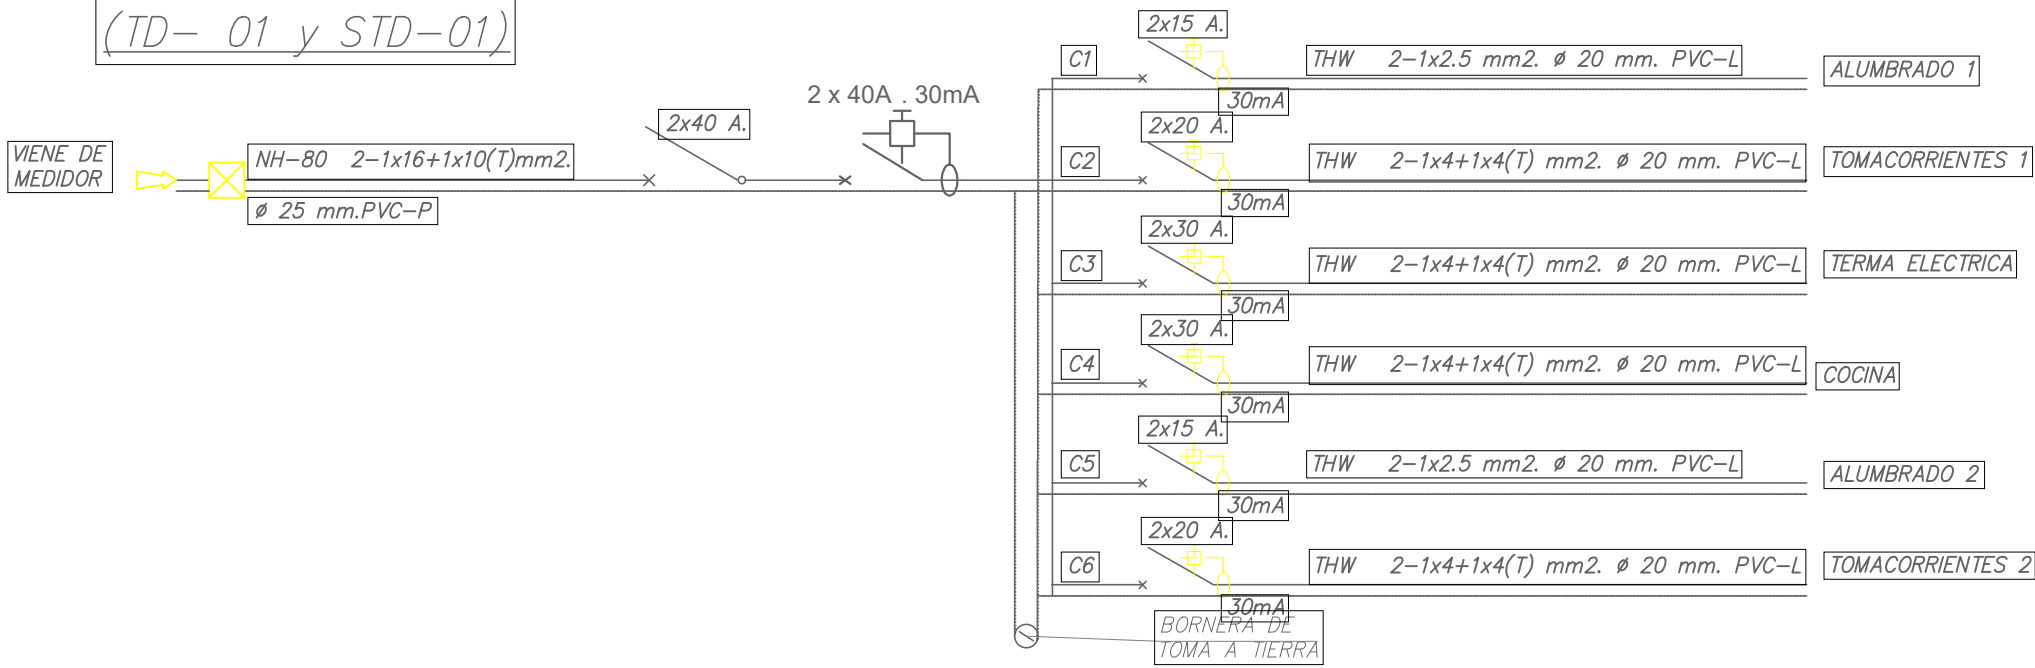 (TD- 01 y STD-01)
VIENE DE
MEDIDOR
NH-80 2-1x16+1x10(T)mm2.
ø 25 mm.PVC-P
2x40 A.
2 x 40A . 30mA
C1
2x15 A.
30mA
THW 2-1x2.5 mm2. ø 20 mm. PVC-L
ALUMBRADO 1
C2
2x20 A.
30mA
THW 2-1x4+1x4(T) mm2. ø 20 mm. PVC-L
TOMACORRIENTES 1
C3
2x30 A.
30mA
THW 2-1x4+1x4(T) mm2. ø 20 mm. PVC-L
TERMA ELECTRICA
C4
2x30 A.
30mA
THW 2-1x4+1x4(T) mm2. ø 20 mm. PVC-L
COCINA
C5
2x15 A.
30mA
THW 2-1x2.5 mm2. ø 20 mm. PVC-L
ALUMBRADO 2
C6
2x20 A.
30mA
THW 2-1x4+1x4(T) mm2. ø 20 mm. PVC-L
TOMACORRIENTES 2
BORNERA DE
TOMA A TIERRA